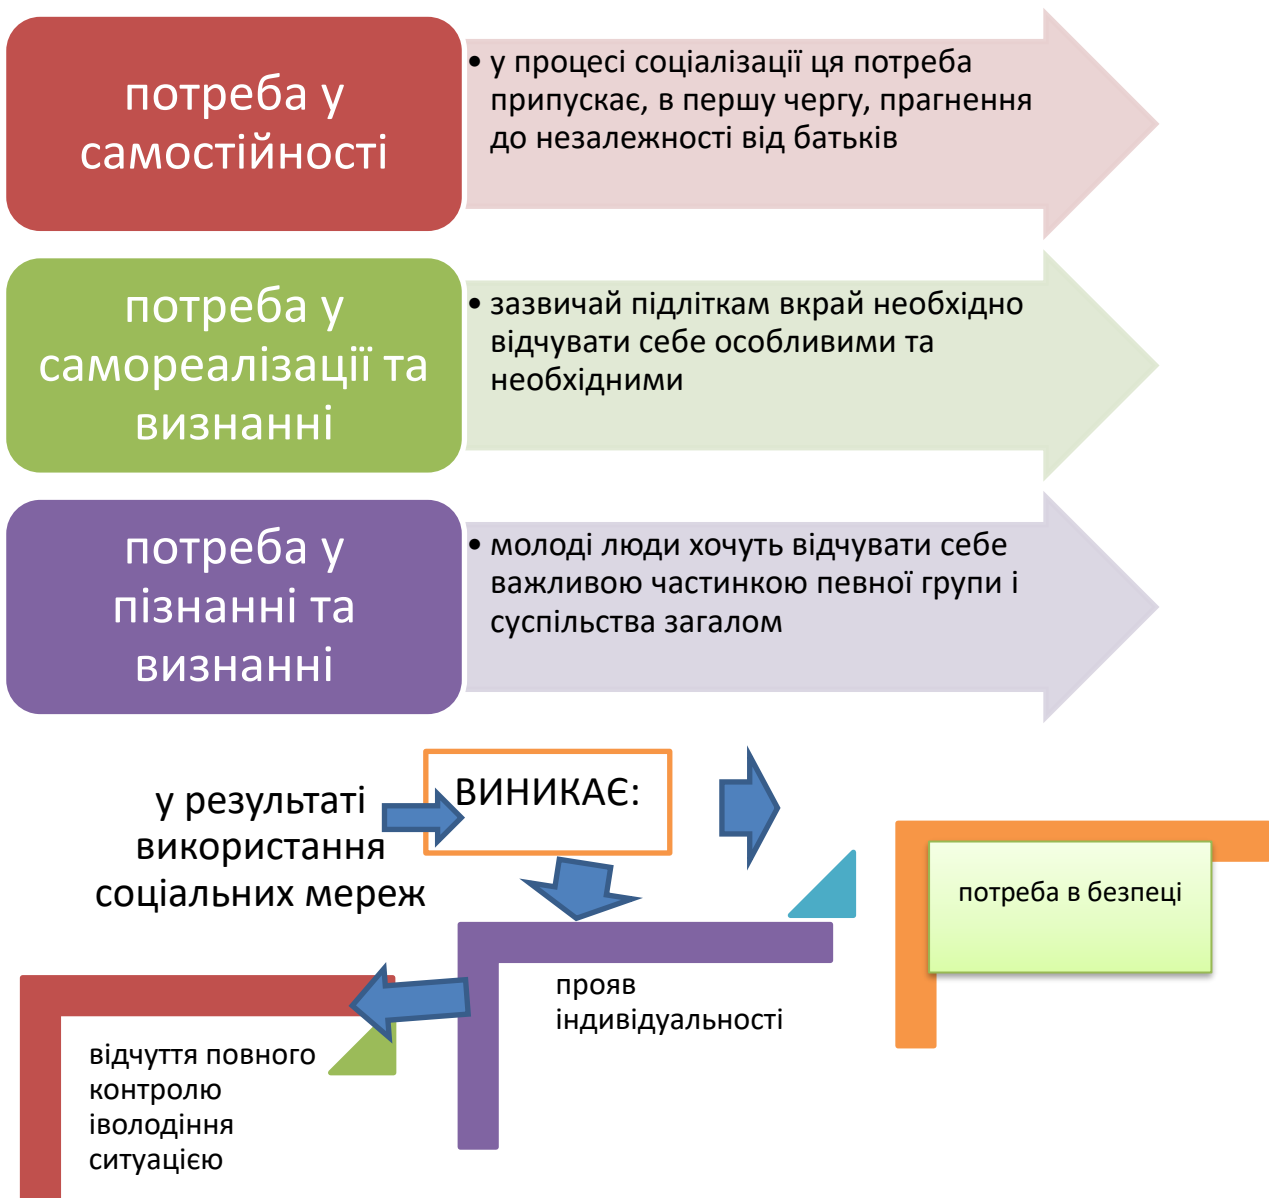 потреба у
самостійності
• у процесі соціалізації ця потреба
припускає, в першу чергу, прагнення
до незалежності від батьків
потреба у
самореалізації та
визнанні
• зазвичай підліткам вкрай необхідно
відчувати себе особливими та
необхідними
потреба у
пізнанні та
визнанні
• молоді люди хочуть відчувати себе
важливою частинкою певної групи і
суспільства загалом
у результаті
використання
соціальних мереж
ВИНИКАЄ:
потреба в безпеці
прояв
індивідуальності
відчуття повного
контролю
іволодіння
ситуацією